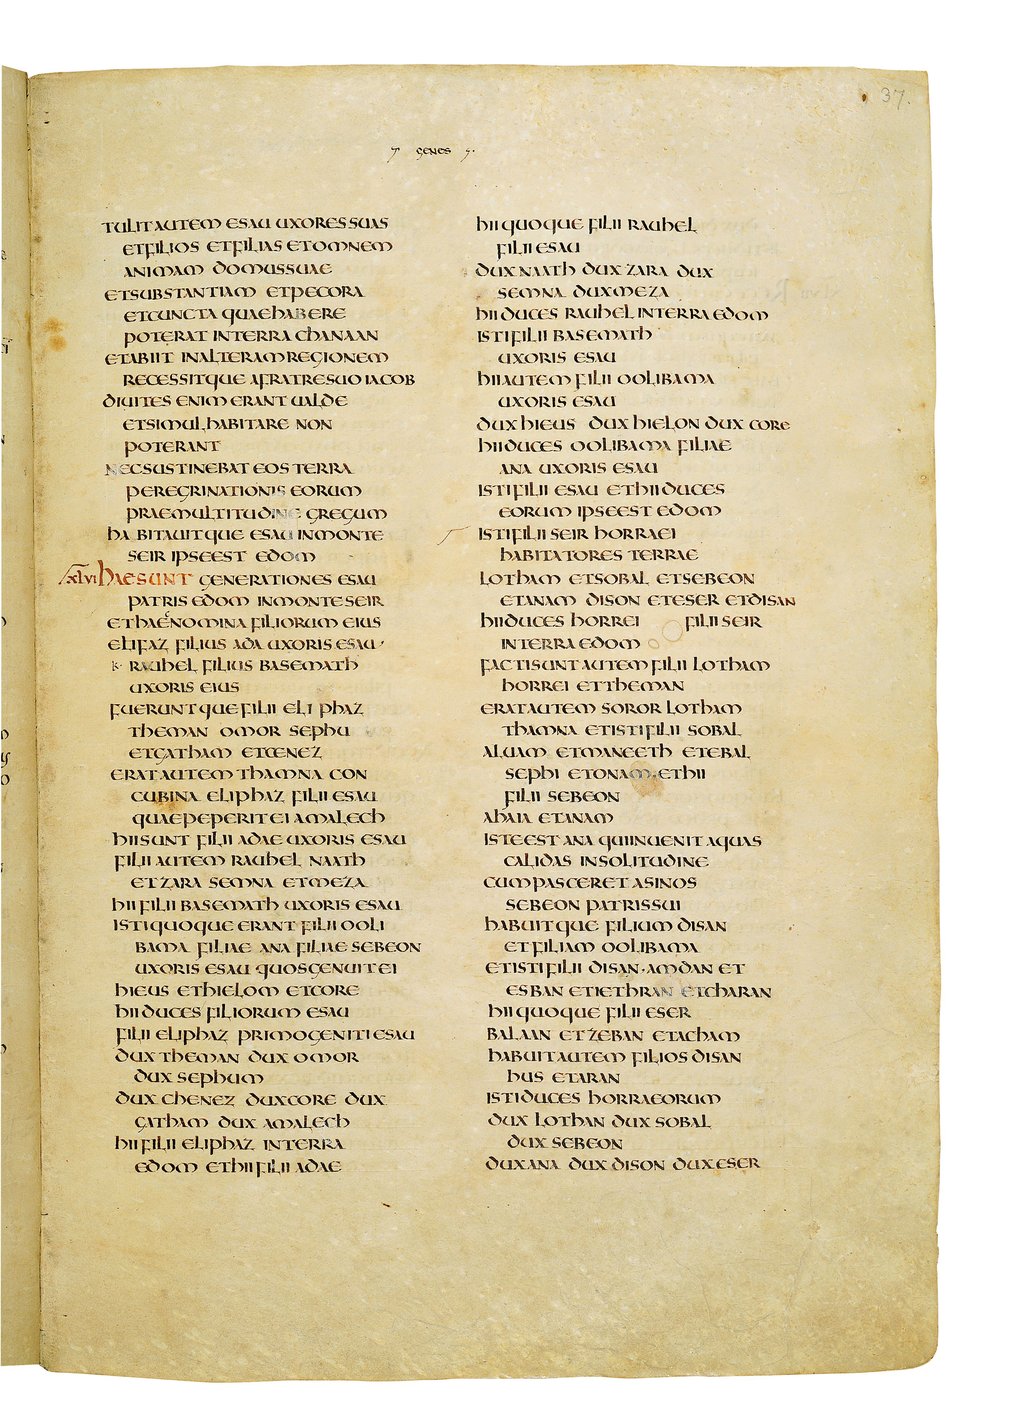 37.
GENES
TULIT AUTEM ESAU UXORES SUAS
ET FILIOS ET FILIAS ET OMNEM
ANIMAM DOMUS SUAE
ET SUBSTANTIAM ET PECORA
ET CUNCTA QUAE HABERE
POTERAT IN TERRA CHANAAN
ET ABIIT IN ALTERAM REGIONEM
RECESSITQUE A FRATRE SUO IACOB
DIUITES ENIM ERANT UALDE
ET SIMUL HABITARE NON
POTERANT
NEC SUSTINEBAT EOS TERRA
PEREGRINATIONIS EORUM
PRAE MULTITUDINE GREGUM
HABITAUITQUE ESAU IN MONTE
SEIR IPSE EST EDOM
XLVI HAE SUNT GENERATIONES ESAU
PATRIS EDOM IN MONTE SEIR
ET HAEC NOMINA FILIORUM EIUS
ELIFAZ FILIUS ADA UXORIS ESAU
RAUHEL FILIUS BASEMATH
UXORIS EIUS
FUERUNTQUE FILII ELIPHAZ
THEMAN OMOR SEPHU
ET GATHAM ET CENEZ
ERAT AUTEM THAMNA CON
CUBINA ELIPHAZ FILII ESAU
QUAE PEPERIT EI AMALECH
HII SUNT FILII ADAE UXORIS ESAU
FILII AUTEM RAUHEL NAATH
ET ZARA SEMNA ET MEZA
HII FILII BASEMATH UXORIS ESAU
ISTI QUOQUE ERANT FILII OOLI
BAMA FILIAE ANA FILIAE SEBEON
UXORIS ESAU QUOS GENUIT EI
HIEUS ET HIELOM ET CORE
HII DUCES FILIORUM ESAU
FILII ELIPHAZ PRIMOGENITI ESAU
DUX THEMAN DUX OMOR
DUX SEPHUM
DUX CHENEZ DUX CORE DUX
GATHAM DUX AMALECH
HII FILII ELIPHAZ IN TERRA
EDOM ET HII FILII ADAE
HII QUOQUE FILII RAUHEL
FILII ESAU
DUX NAATH DUX ZARA DUX
SEMNA DUX MEZA
HII DUCES RAUHEL IN TERRA EDOM
ISTI FILII BASEMATH
UXORIS ESAU
HII AUTEM FILII OOLIBAMA
UXORIS ESAU
DUX HIEUS DUX HIELON DUX CORE
HII DUCES OOLIBAMA FILIAE
ANA UXORIS ESAU
ISTI FILII ESAU ET HII DUCES
EORUM IPSE EST EDOM
ISTI FILII SEIR HORRAEI
HABITATORES TERRAE
LOTHAM ET SOBAL ET SEBEON
ET ANAM DISON ET ESER ET DISAN
HII DUCES HORREI FILII SEIR
IN TERRA EDOM
FACTI SUNT AUTEM FILII LOTHAM
HORREI ET THEMAN
ERAT AUTEM SOROR LOTHAM
THAMNA ET ISTI FILII SOBAL
ALUAM ET MANEETH ET EBAL
SEPHI ET ONAM ET HII
FILII SEBEON
AHAIA ET ANAM
ISTE EST ANA QUI INUENIT AQUAS
CALIDAS IN SOLITUDINE
CUM PASCERET ASINOS
SEBEON PATRIS SUI
HABUITQUE FILIUM DISAN
ET FILIAM OOLIBAMA
ET ISTI FILII DISAN·AMDAN ET
ESBAN ET IETHRAN ET CHARAN
HII QUOQUE FILII ESER
BALAAN ET ZEBAN ET ACHAM
HABUIT AUTEM FILIOS DISAN
HUS ET ARAN
ISTI DUCES HORRAEORUM
DUX LOTHAN DUX SOBAL
DUX SEBEON
DUX ANA DUX DISON DUX ESER